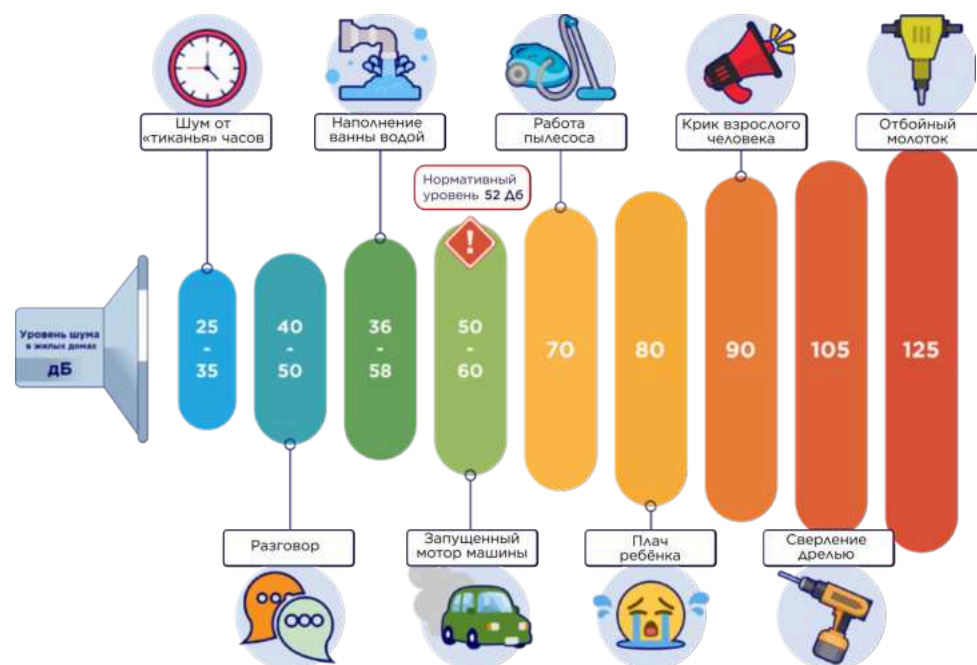 Шум от
«тиканья» часов
Наполнение
ванны водой
Работа
пылесоса
Крик взрослого
человека
Отбойный
молоток
Нормативный
уровень 52 Дб
!
Уровень шума
в жилых домах
дБ
25
-
35
40
-
50
36
-
58
50
-
60
70
80
90
105
125
Разговор
Запущенный
мотор машины
Плач
ребёнка
Сверление
дрелью